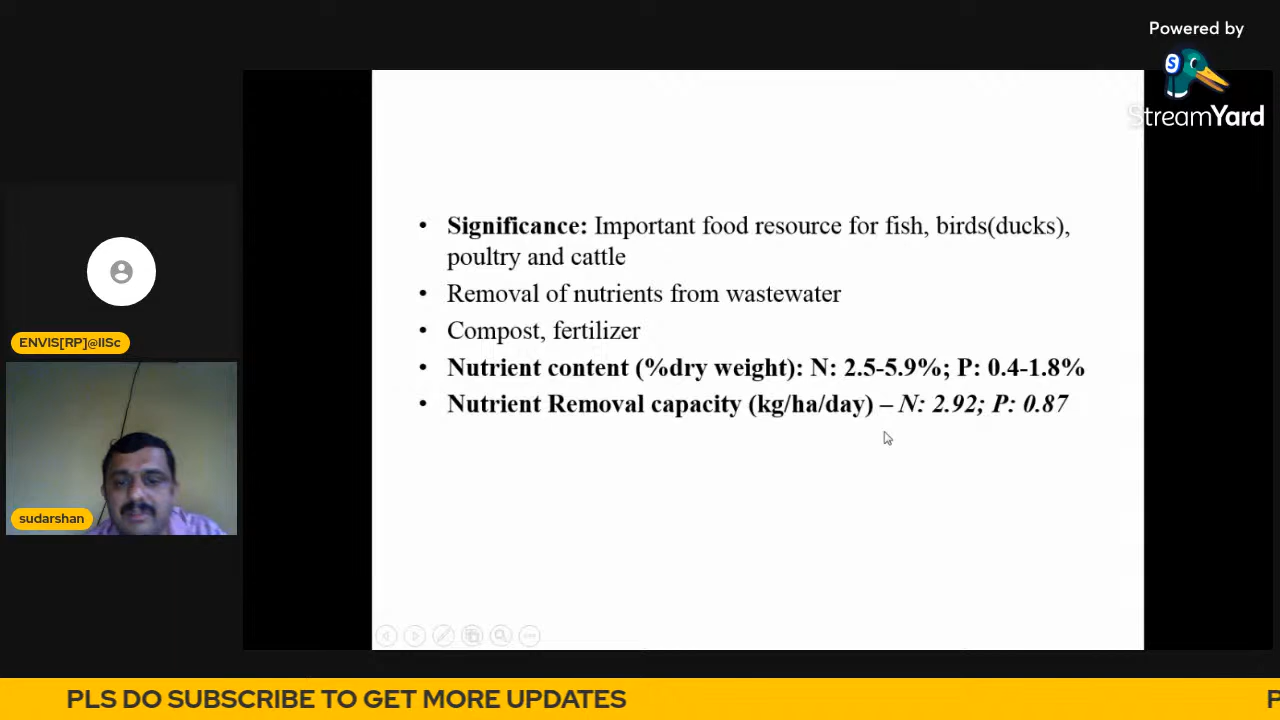 Powered by
StreamYard
• Significance: Important food resource for fish, birds(ducks),
poultry and cattle
• Removal of nutrients from wastewater
• Compost, fertilizer
• Nutrient content (%dry weight): N: 2.5-5.9%; P: 0.4-1.8%
• Nutrient Removal capacity (kg/ha/day) – N: 2.92; P: 0.87
ENVIS[RP]@IISc
sudarshan
PLS DO SUBSCRIBE TO GET MORE UPDATES
P